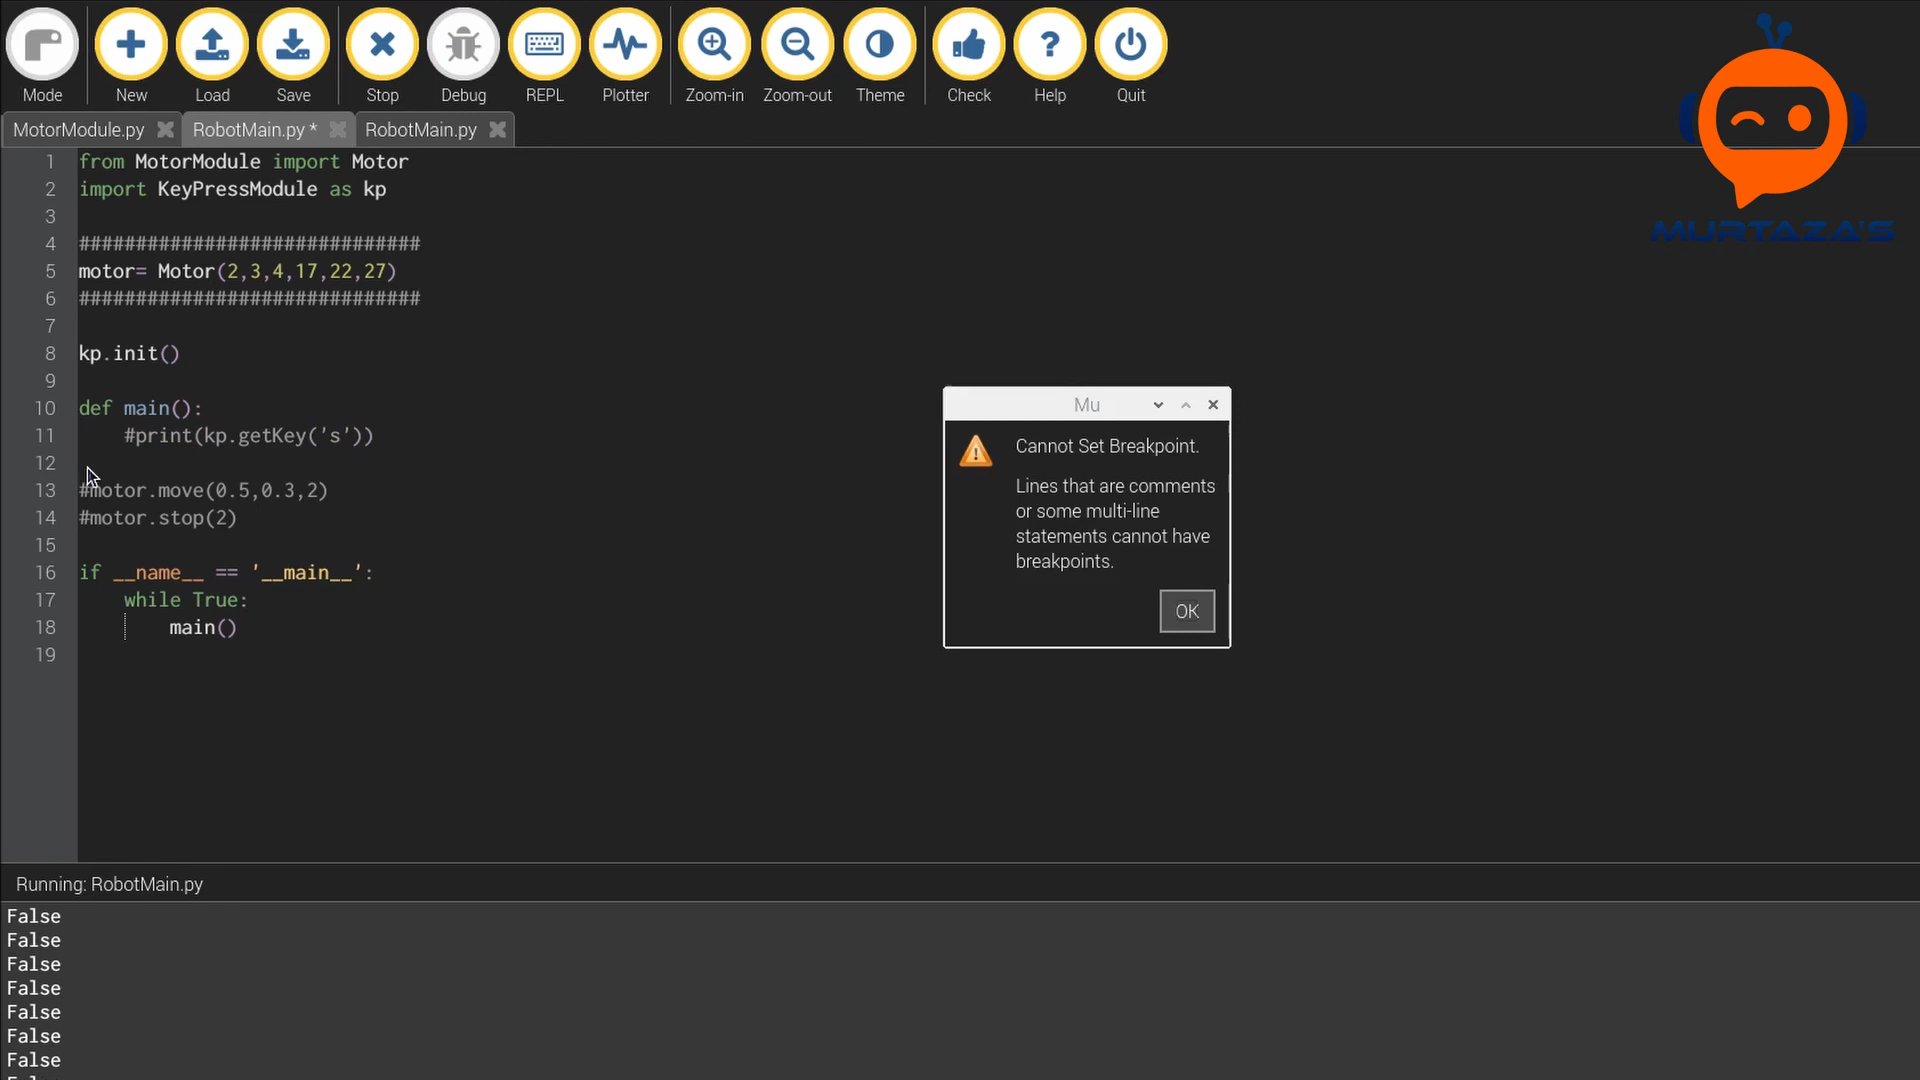 Mode New Load Save Stop Debug REPL Plotter Zoom-in Zoom-out Theme Check Help Quit
MotorModule.py RobotMain.py * RobotMain.py
MURTAZA'S
1 from MotorModule import Motor
2 import KeyPressModule as kp
3
4 ##############################
5 motor= Motor(2,3,4,17,22,27)
6 ##############################
7
8 kp.init()
9
10 def main():
11 #print(kp.getKey('s'))
12
13 #motor.move(0.5,0.3,2)
14 #motor.stop(2)
15
16 if __name__ == '__main__':
17 while True:
18 main()
19
Mu
Cannot Set Breakpoint.
Lines that are comments
or some multi-line
statements cannot have
breakpoints.
OK
Running: RobotMain.py
False
False
False
False
False
False
False